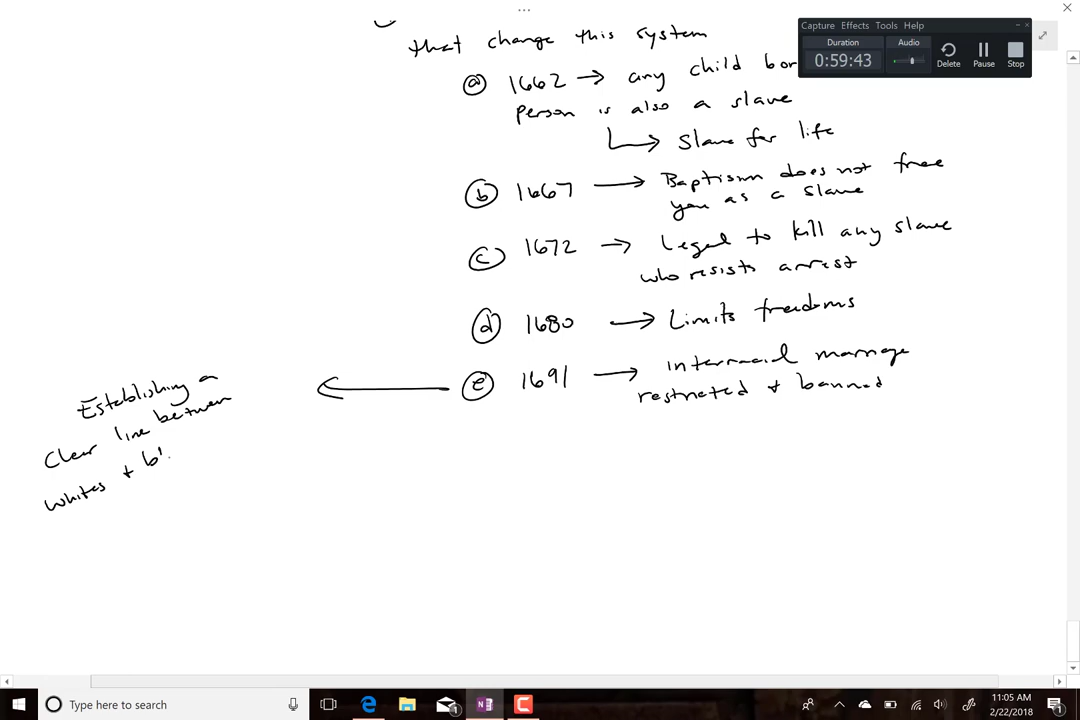 Capture Effects Tools Help
Duration
Audio
0:59:43
Delete
Pause
Stop
that change this system
(a) 1662 → any child bor
person is also a slave
→ slave for life
(b) 1667 → Baptism does not free
you as a slave
(c) 1672 → Legal to kill any slave
who resists arrest
(d) 1680 → Limits freedoms
(e) 1691 → interracial marriage
restricted + banned
Establishing a
clear line between
whites + bl
Type here to search
11:05 AM
2/22/2018